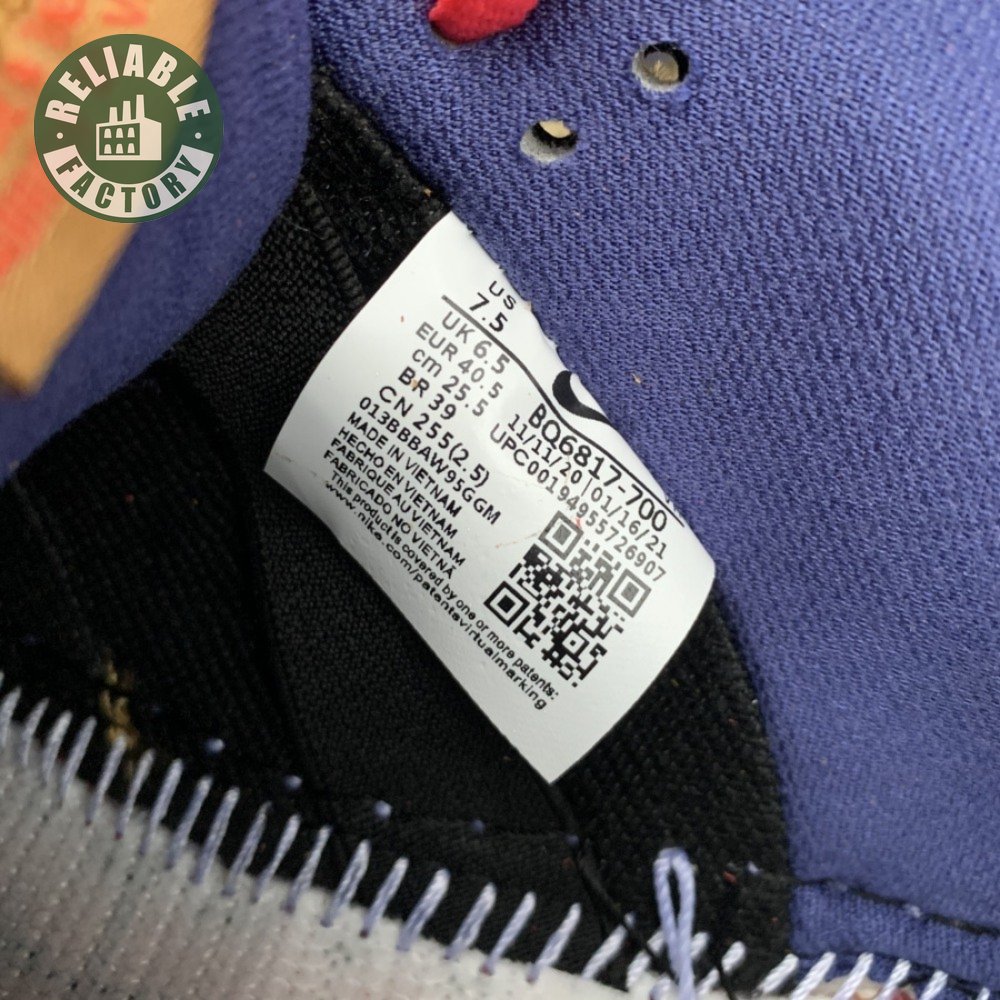 RELIABLE
FACTORY
US
7.5
UK 6.5
EUR 40.5
cm 25.5
BR 39
CN 255(2.5)
BQ6817-700
11/11/20 01/16/21
UPC00194955726907
013BBBAW95GGM
MADE IN VIETNAM
HECHO EN VIETNAM
FABRIQUE AU VIETNAM
FABRICADO NO VIETNÃ
This product is covered by one or more patents:
www.nike.com/patentsvirtualmarking